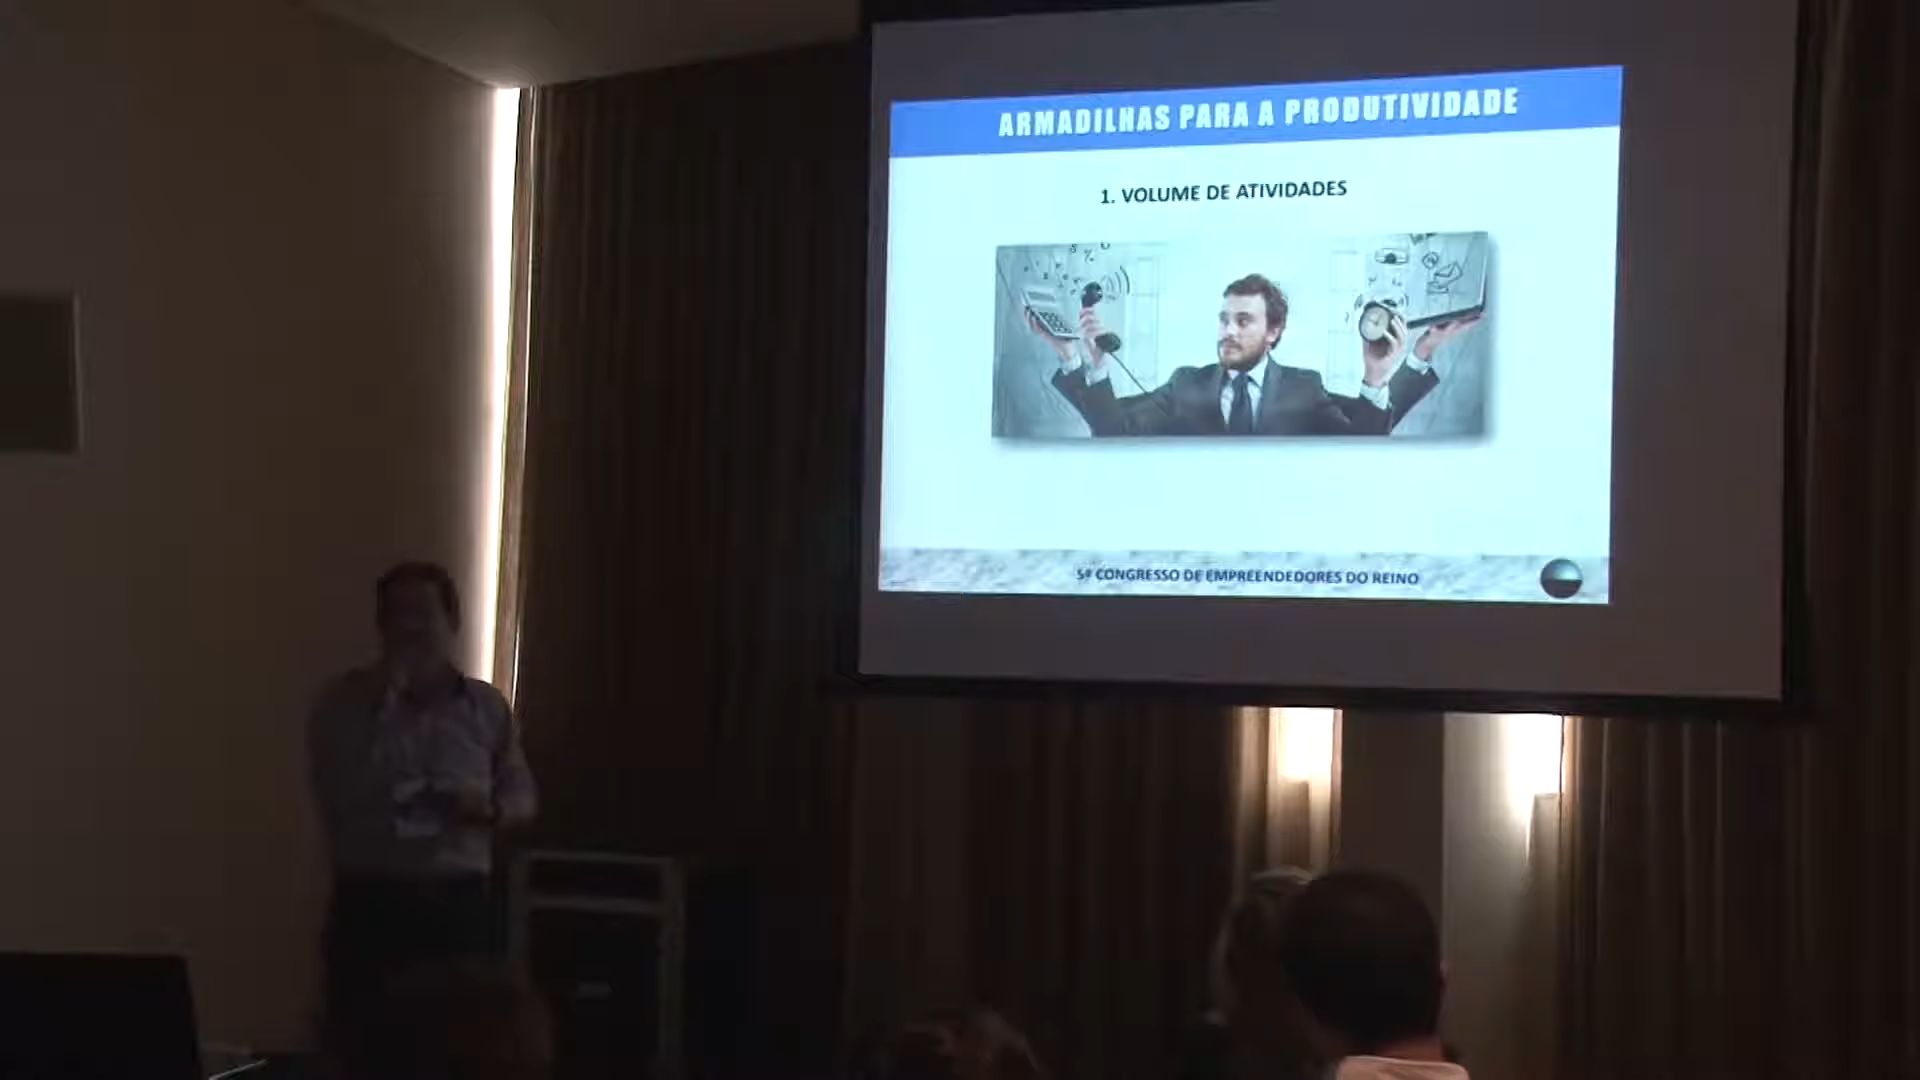 ARMADILHAS PARA A PRODUTIVIDADE
1. VOLUME DE ATIVIDADES
5º CONGRESSO DE EMPREENDEDORES DO REINO